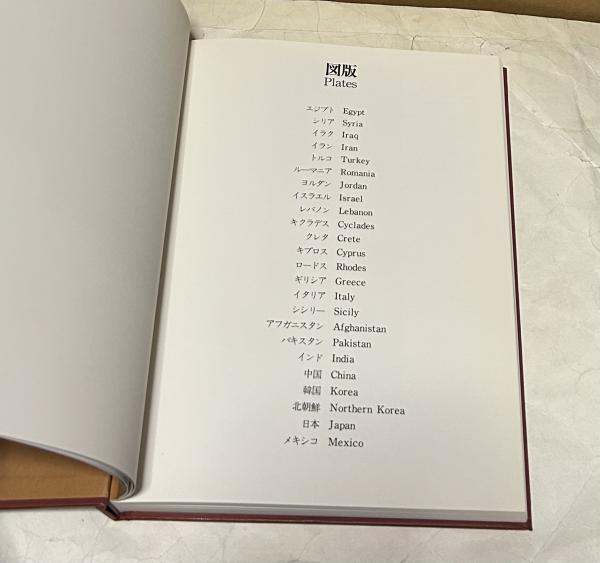 図版
Plates
エジプト Egypt
シリア Syria
イラク Iraq
イラン Iran
トルコ Turkey
ルーマニア Romania
ヨルダン Jordan
イスラエル Israel
レバノン Lebanon
キクラデス Cyclades
クレタ Crete
キプロス Cyprus
ロードス Rhodes
ギリシア Greece
イタリア Italy
シシリー Sicily
アフガニスタン Afghanistan
パキスタン Pakistan
インド India
中国 China
韓国 Korea
北朝鮮 Northern Korea
日本 Japan
メキシコ Mexico